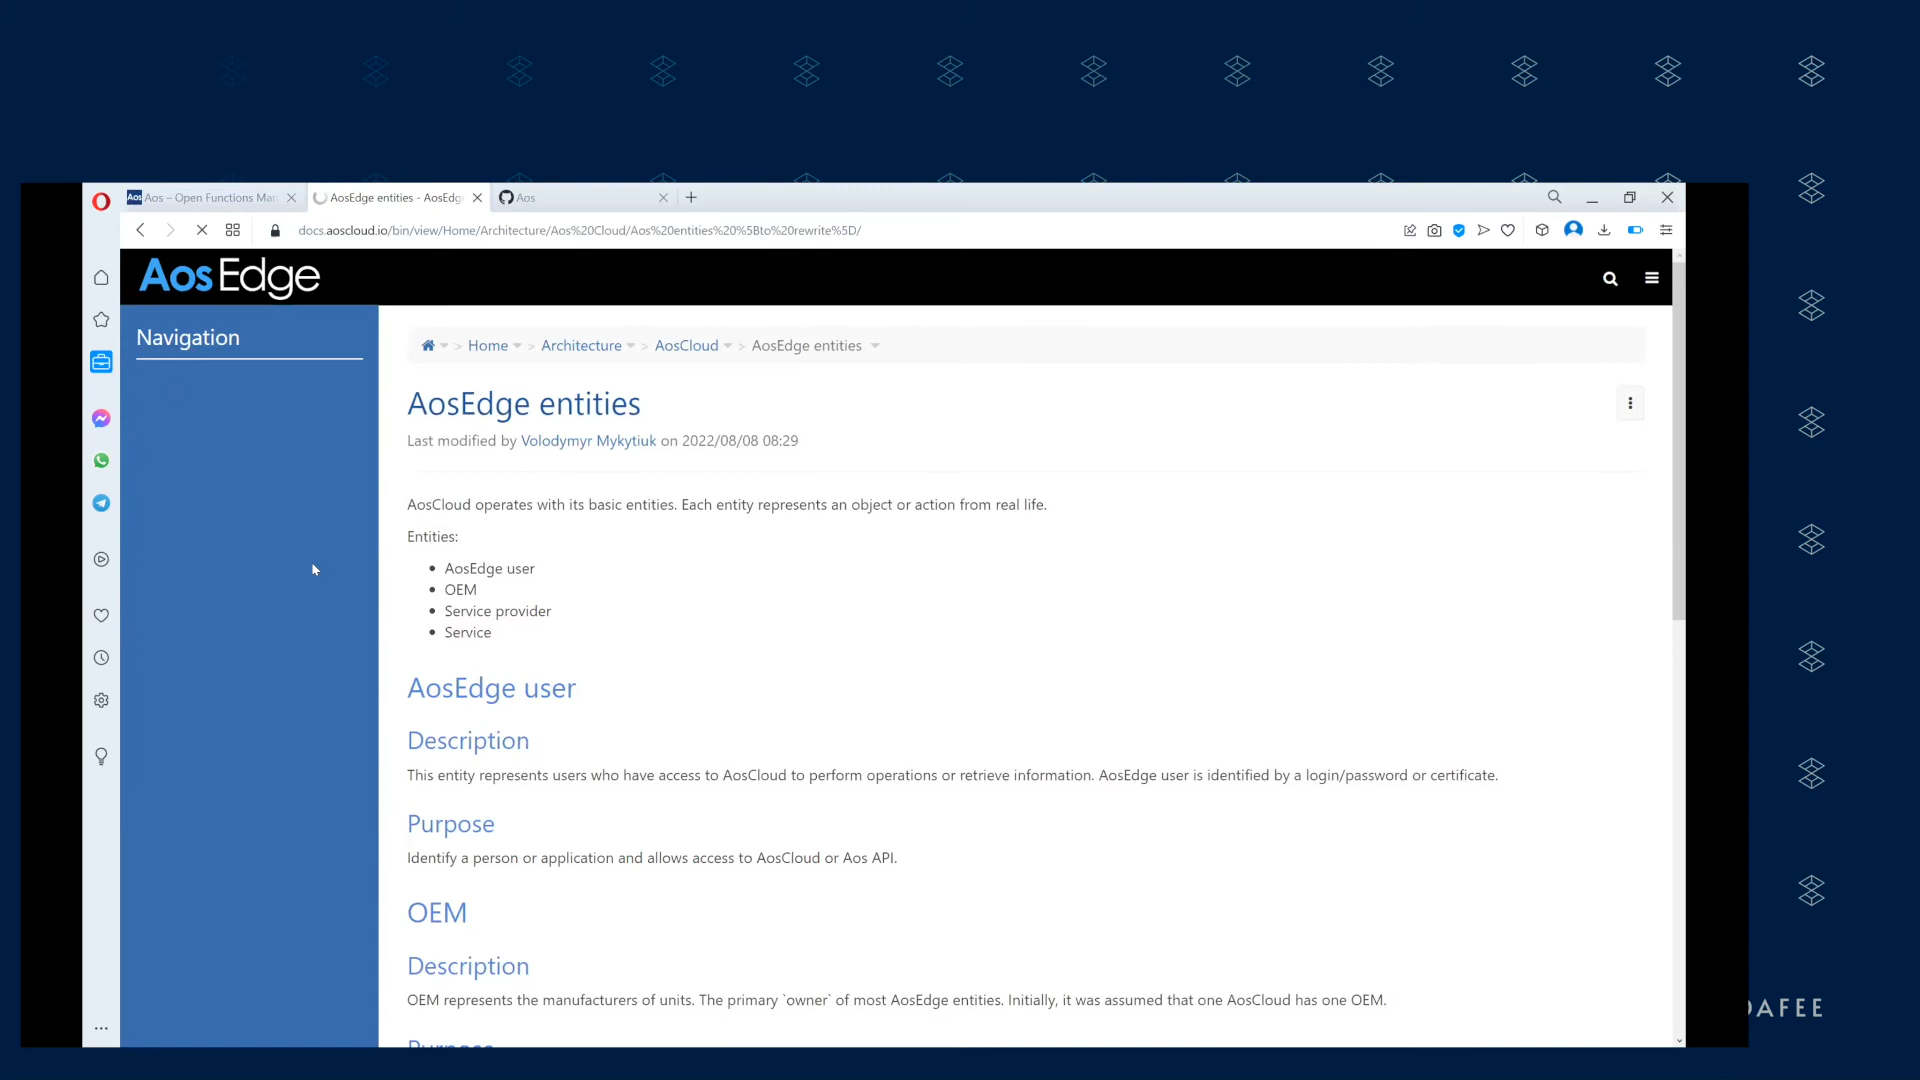 Aos Aos – Open Functions Mar
AosEdge entities - AosEdg
Aos
docs.aoscloud.io/bin/view/Home/Architecture/Aos%20Cloud/Aos%20entities%20%5Bto%20rewrite%5D/
AosEdge
Navigation
> Home > Architecture > AosCloud > AosEdge entities
AosEdge entities
Last modified by Volodymyr Mykytiuk on 2022/08/08 08:29
AosCloud operates with its basic entities. Each entity represents an object or action from real life.
Entities:
• AosEdge user
• OEM
• Service provider
• Service
AosEdge user
Description
This entity represents users who have access to AosCloud to perform operations or retrieve information. AosEdge user is identified by a login/password or certificate.
Purpose
Identify a person or application and allows access to AosCloud or Aos API.
OEM
Description
OEM represents the manufacturers of units. The primary `owner` of most AosEdge entities. Initially, it was assumed that one AosCloud has one OEM.
Purpose
OAFEE